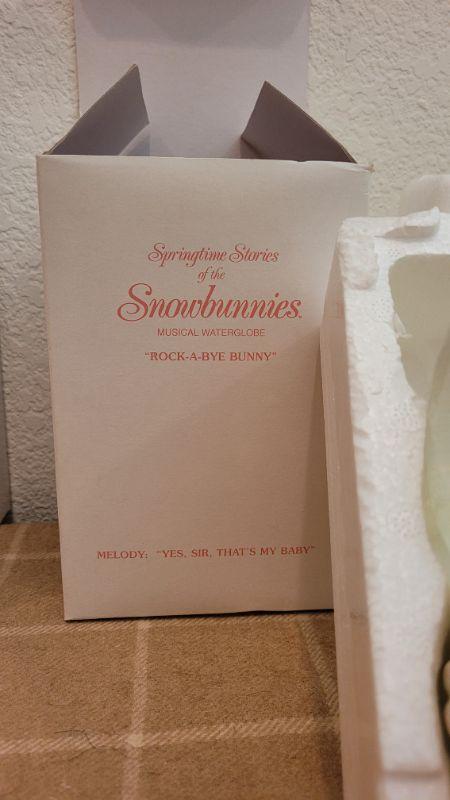 Springtime Stories
of the
Snowbunnies.
MUSICAL WATERGLOBE
"ROCK-A-BYE BUNNY"
MELODY: "YES, SIR, THAT'S MY BABY"